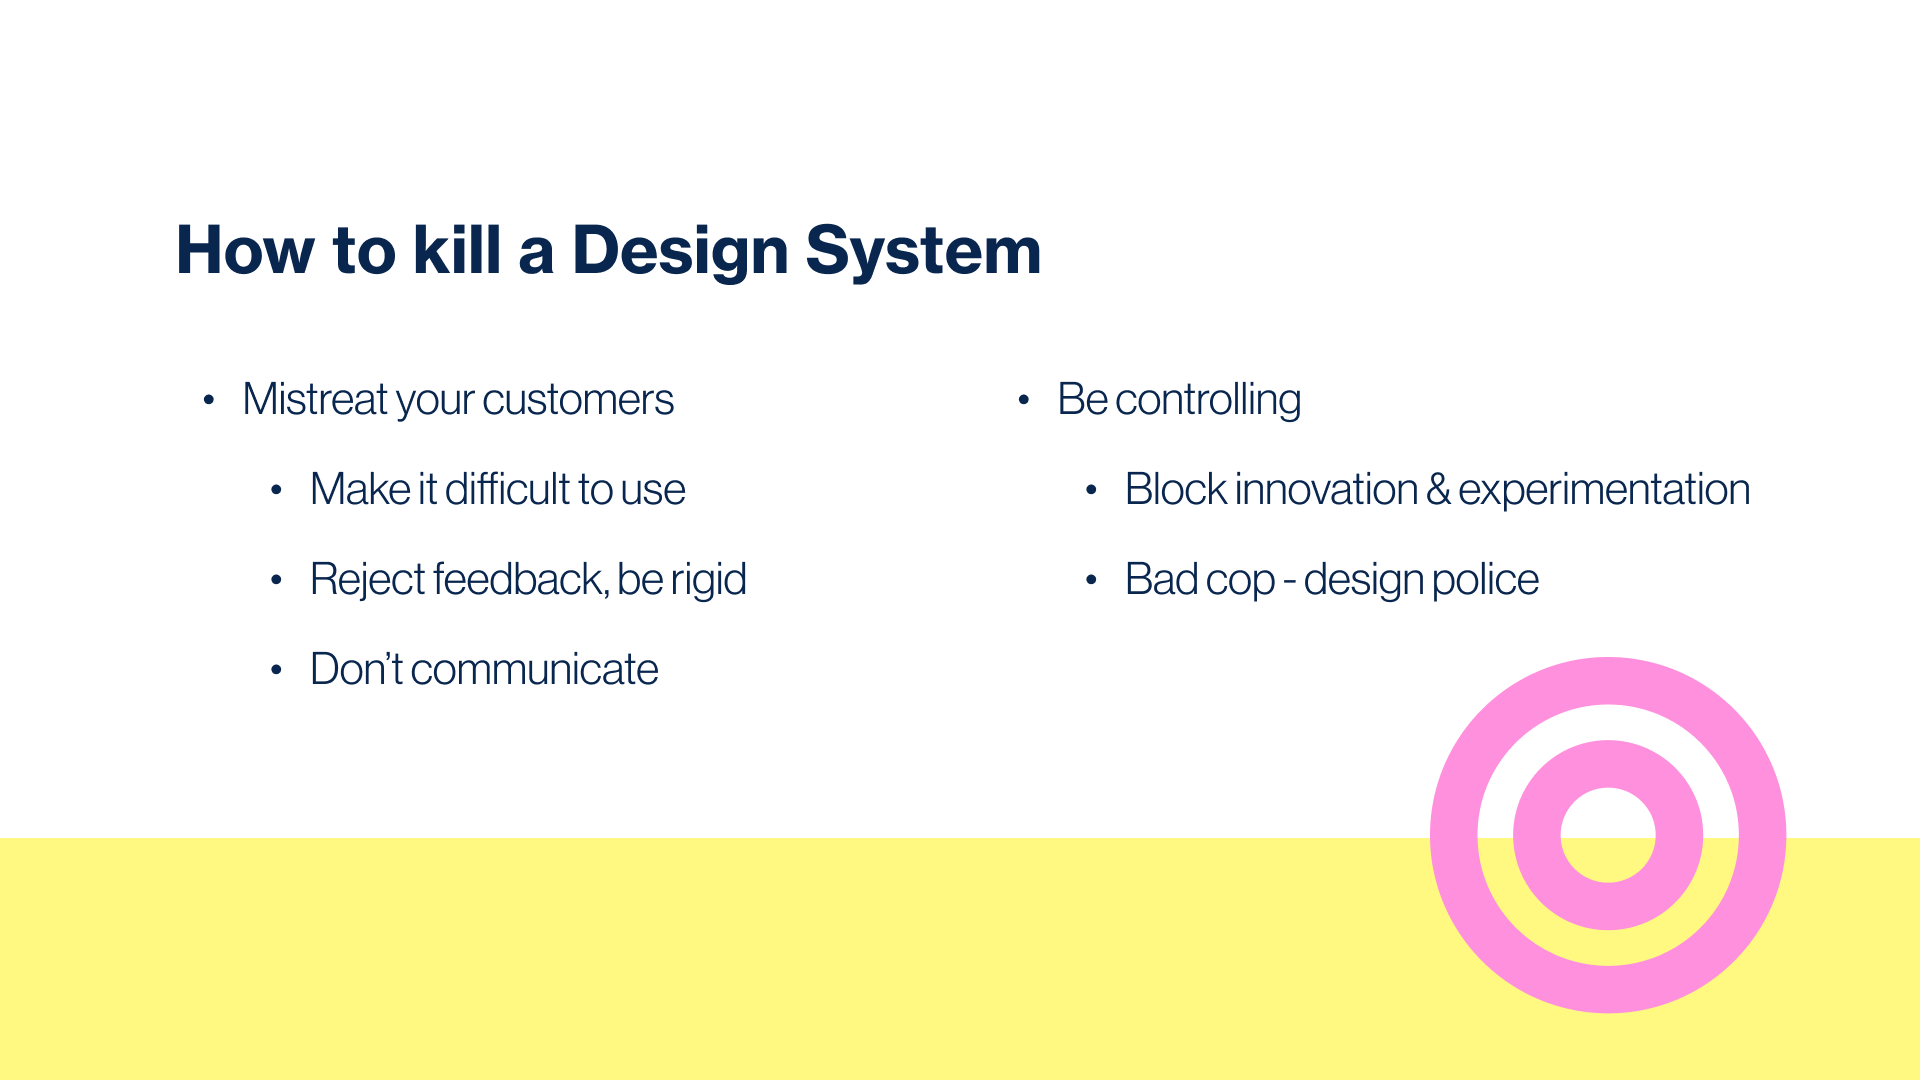 How to kill a Design System
• Mistreat your customers
• Make it difficult to use
• Reject feedback, be rigid
• Don’t communicate
• Be controlling
• Block innovation & experimentation
• Bad cop - design police